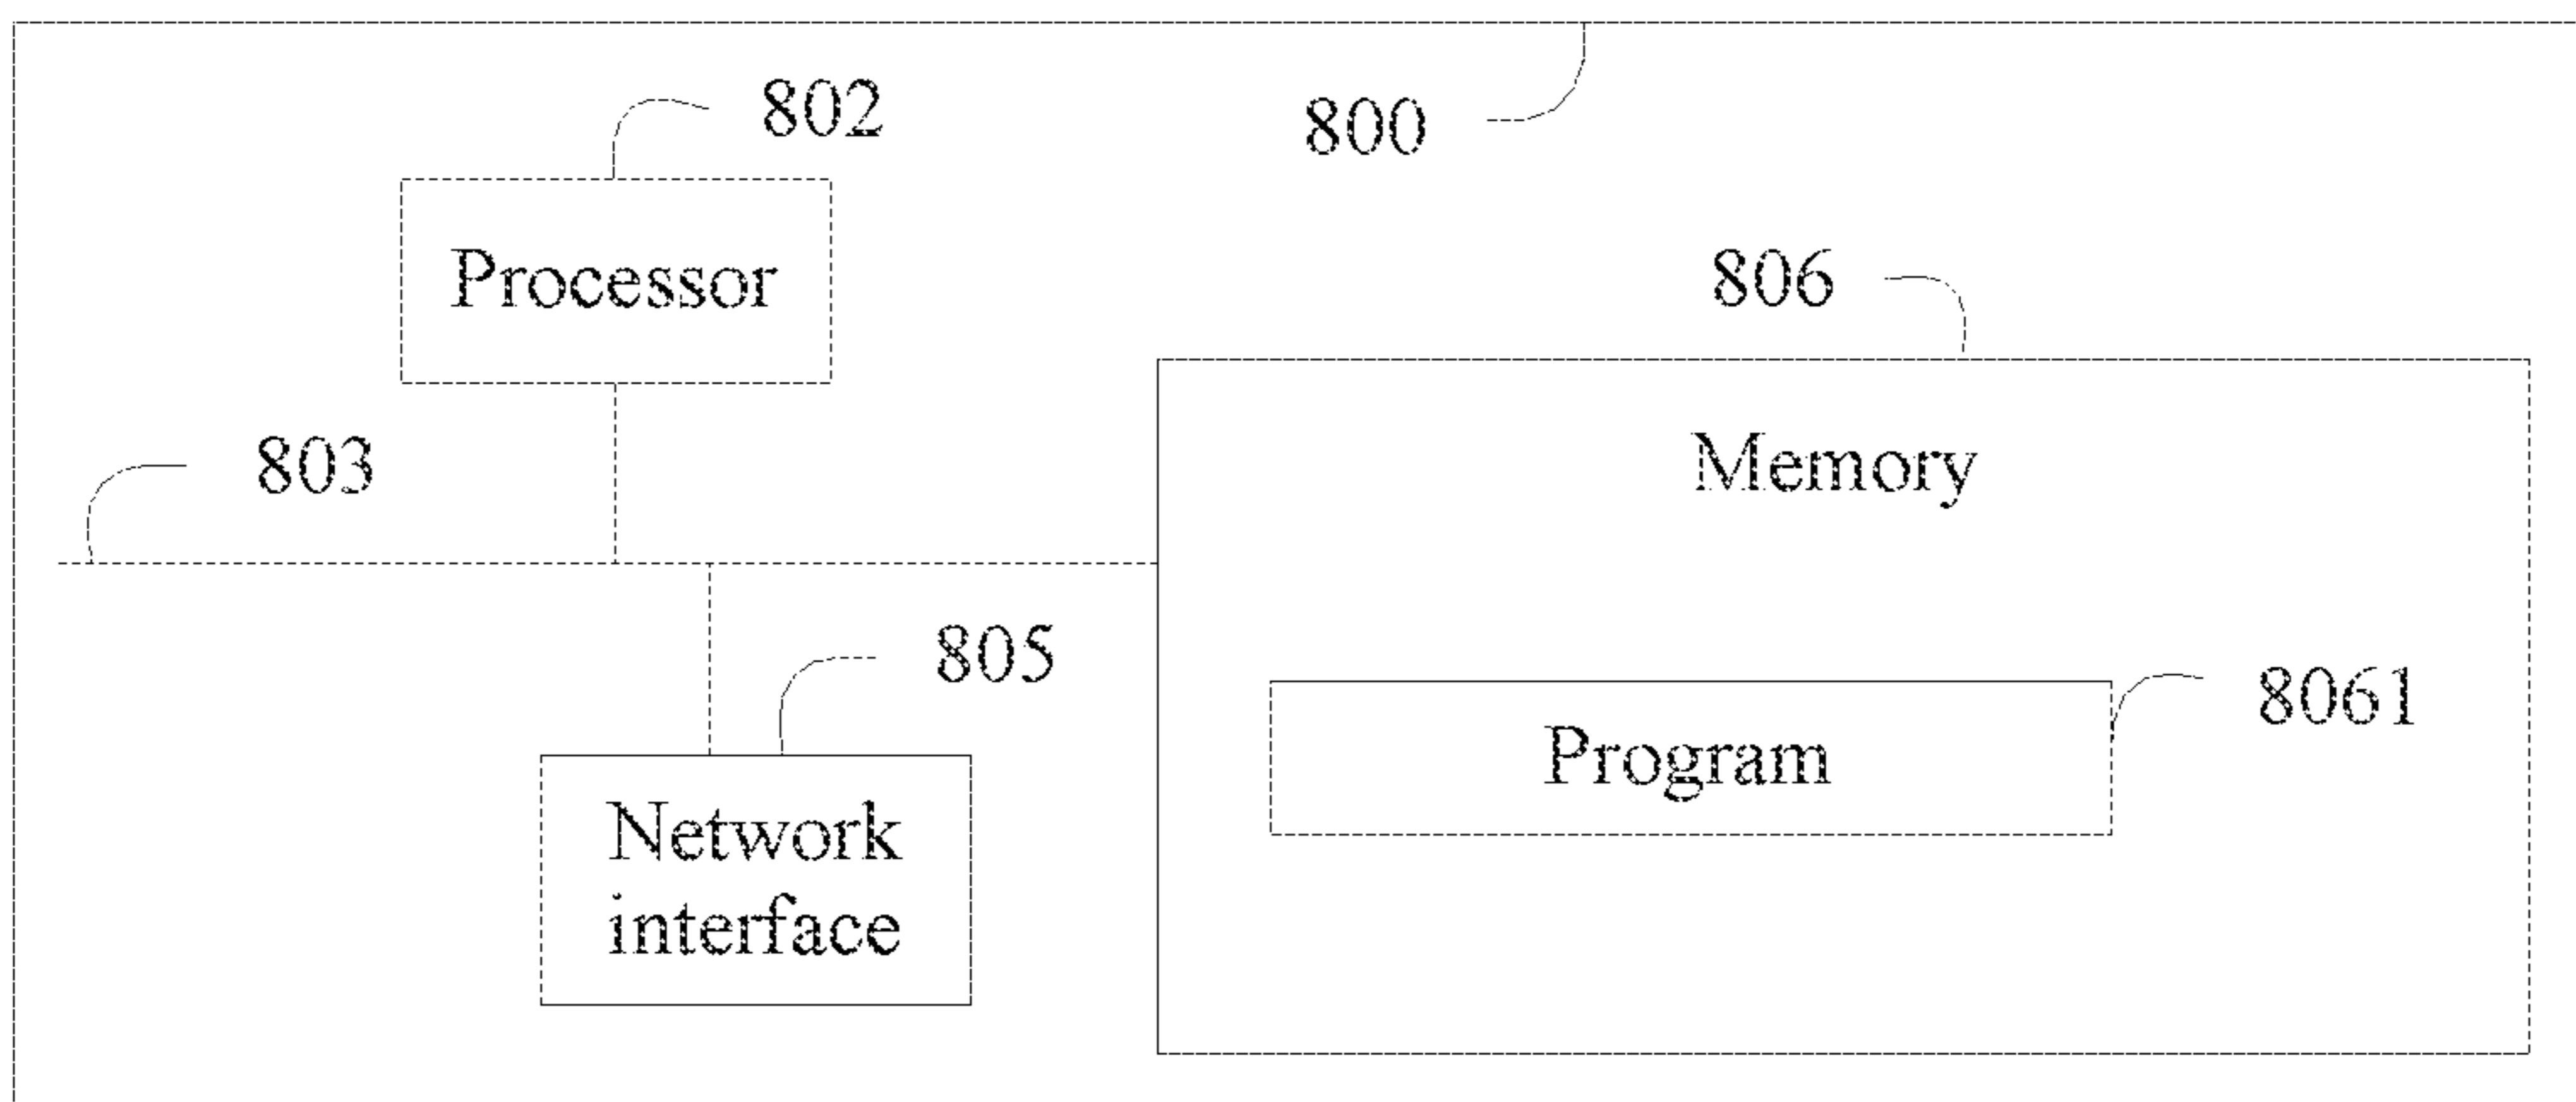 802
800
Processor
806
803
Memory
805
8061
Program
Network
interface